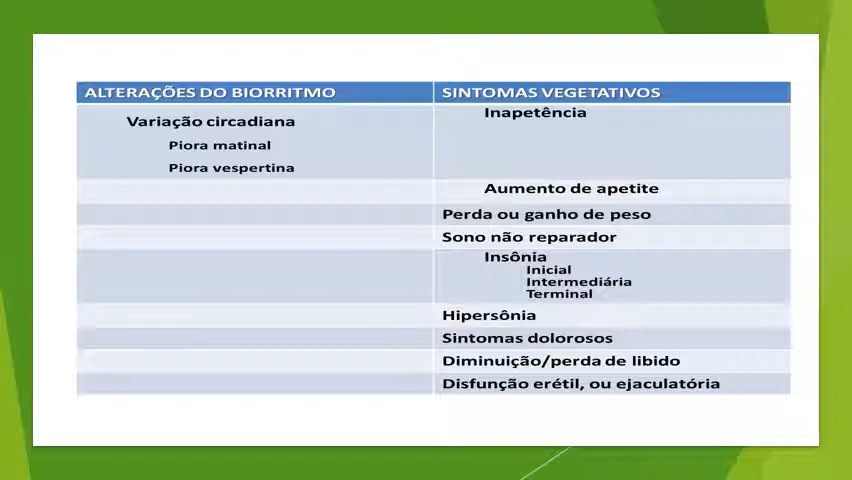 ALTERAÇÕES DO BIORRITMO
SINTOMAS VEGETATIVOS
Variação circadiana
Piora matinal
Piora vespertina
Inapetência
Aumento de apetite
Perda ou ganho de peso
Sono não reparador
Insônia
Inicial
Intermediária
Terminal
Hipersônia
Sintomas dolorosos
Diminuição/perda de libido
Disfunção erétil, ou ejaculatória